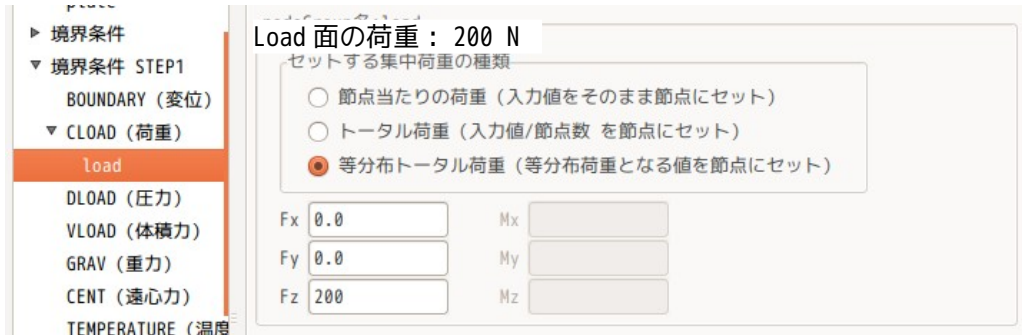 plate
▶ 境界条件
▼ 境界条件 STEP1
BOUNDARY (変位)
▼ CLOAD (荷重)
load
DLOAD (圧力)
VLOAD (体積力)
GRAV (重力)
CENT (遠心力)
TEMPERATURE (温度
Load 面の荷重: 200 N
セットする集中荷重の種類
節点当たりの荷重 (入力値をそのまま節点にセット)
トータル荷重 (入力値/節点数 を節点にセット)
等分布トータル荷重 (等分布荷重となる値を節点にセット)
Fx 0.0 Mx
Fy 0.0 My
Fz 200 Mz